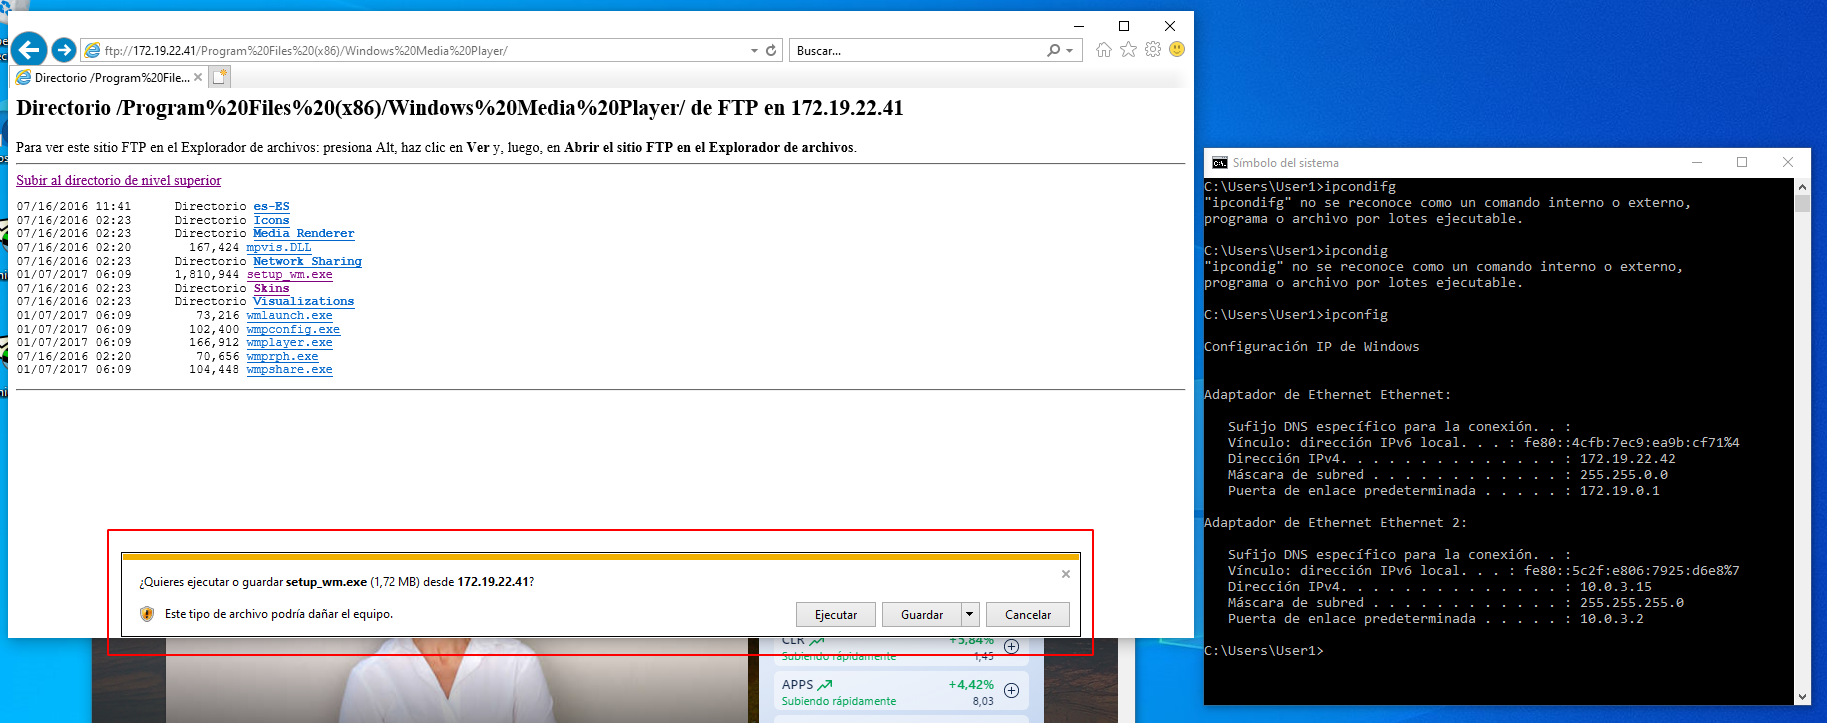 ftp://172.19.22.41/Program%20Files%20(x86)/Windows%20Media%20Player/
Buscar...
Directorio /Program%20File...
Directorio /Program%20Files%20(x86)/Windows%20Media%20Player/ de FTP en 172.19.22.41
Para ver este sitio FTP en el Explorador de archivos: presiona Alt, haz clic en Ver y, luego, en Abrir el sitio FTP en el Explorador de archivos.
Subir al directorio de nivel superior
07/16/2016 11:41 Directorio es-ES
07/16/2016 02:23 Directorio Icons
07/16/2016 02:23 Directorio Media Renderer
07/16/2016 02:20 167,424 mpvis.DLL
07/16/2016 02:23 Directorio Network Sharing
01/07/2017 06:09 1,810,944 setup_wm.exe
07/16/2016 02:23 Directorio Skins
07/16/2016 02:23 Directorio Visualizations
01/07/2017 06:09 73,216 wmlaunch.exe
01/07/2017 06:09 102,400 wmpconfig.exe
01/07/2017 06:09 166,912 wmplayer.exe
07/16/2016 02:20 70,656 wmprph.exe
01/07/2017 06:09 104,448 wmpshare.exe
¿Quieres ejecutar o guardar setup_wm.exe (1,72 MB) desde 172.19.22.41?
Este tipo de archivo podría dañar el equipo.
Ejecutar
Guardar
Cancelar
CLR +5,84%
Subiendo rápidamente 1,45
APPS +4,42%
Subiendo rápidamente 8,03
Símbolo del sistema
C:\Users\User1>ipcondifg
"ipcondifg" no se reconoce como un comando interno o externo,
programa o archivo por lotes ejecutable.
C:\Users\User1>ipcondig
"ipcondig" no se reconoce como un comando interno o externo,
programa o archivo por lotes ejecutable.
C:\Users\User1>ipconfig
Configuración IP de Windows
Adaptador de Ethernet Ethernet:
Sufijo DNS específico para la conexión. . :
Vínculo: dirección IPv6 local. . . : fe80::4cfb:7ec9:ea9b:cf71%4
Dirección IPv4. . . . . . . . . . . . . . : 172.19.22.42
Máscara de subred . . . . . . . . . . . . : 255.255.0.0
Puerta de enlace predeterminada . . . . . : 172.19.0.1
Adaptador de Ethernet Ethernet 2:
Sufijo DNS específico para la conexión. . :
Vínculo: dirección IPv6 local. . . : fe80::5c2f:e806:7925:d6e8%7
Dirección IPv4. . . . . . . . . . . . . . : 10.0.3.15
Máscara de subred . . . . . . . . . . . . : 255.255.255.0
Puerta de enlace predeterminada . . . . . : 10.0.3.2
C:\Users\User1>